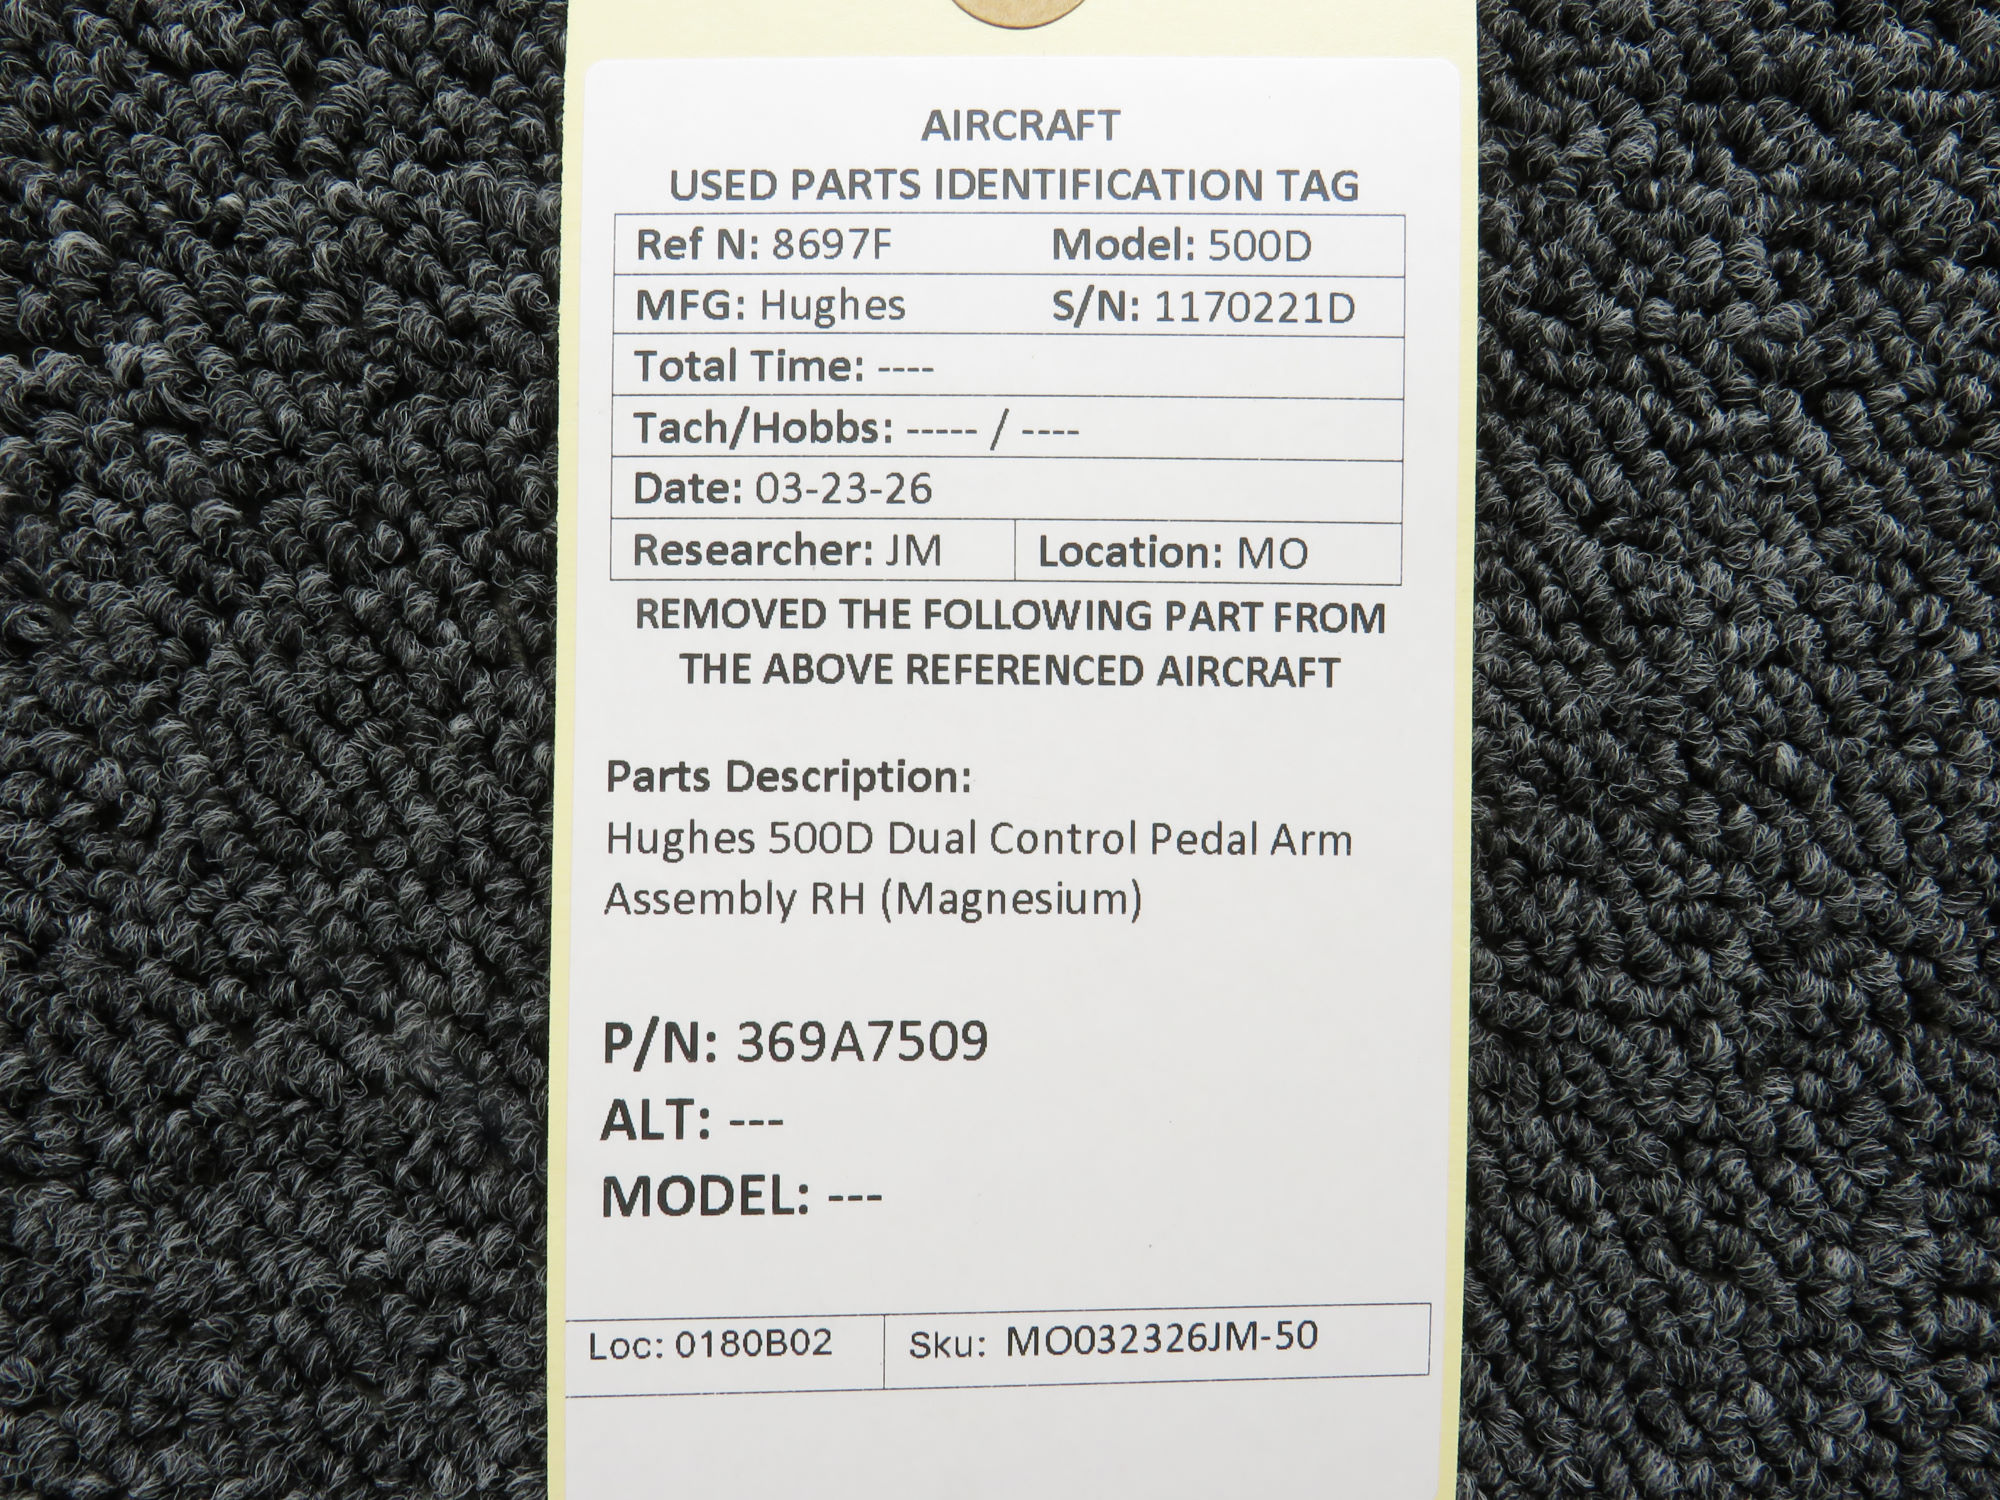 AIRCRAFT
USED PARTS IDENTIFICATION TAG
Ref N: 8697F Model: 500D
MFG: Hughes S/N: 1170221D
Total Time: ----
Tach/Hobbs: ----- / ----
Date: 03-23-26
Researcher: JM Location: MO
REMOVED THE FOLLOWING PART FROM
THE ABOVE REFERENCED AIRCRAFT
Parts Description:
Hughes 500D Dual Control Pedal Arm
Assembly RH (Magnesium)
P/N: 369A7509
ALT: ---
MODEL: ---
Loc: 0180B02 Sku: MO032326JM-50